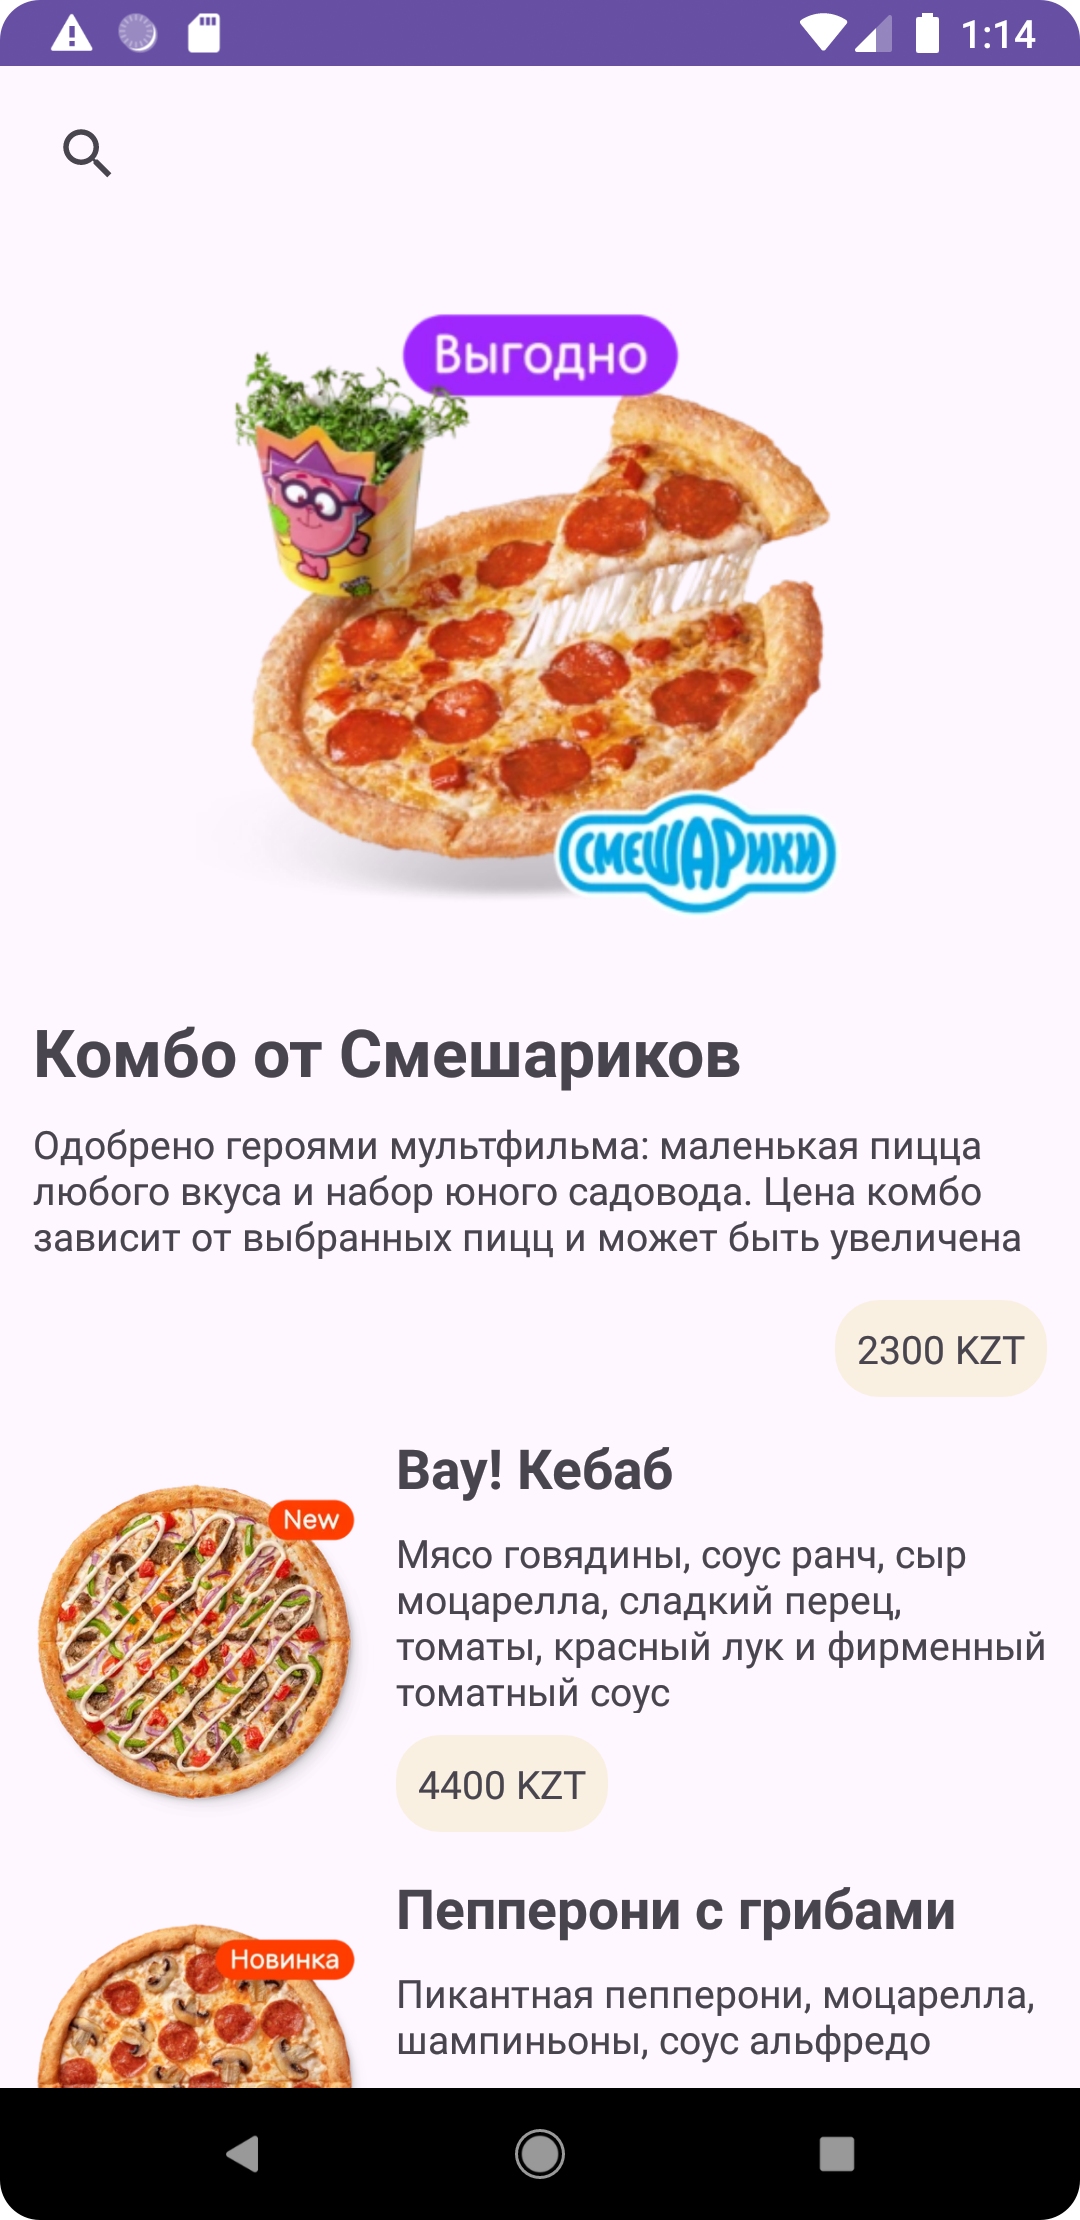 1:14
Выгодно
СМЕШАРИКИ
Комбо от Смешариков
Одобрено героями мультфильма: маленькая пицца
любого вкуса и набор юного садовода. Цена комбо
зависит от выбранных пицц и может быть увеличена
2300 KZT
New
Вау! Кебаб
Мясо говядины, соус ранч, сыр
моцарелла, сладкий перец,
томаты, красный лук и фирменный
томатный соус
4400 KZT
Новинка
Пепперони с грибами
Пикантная пепперони, моцарелла,
шампиньоны, соус альфредо